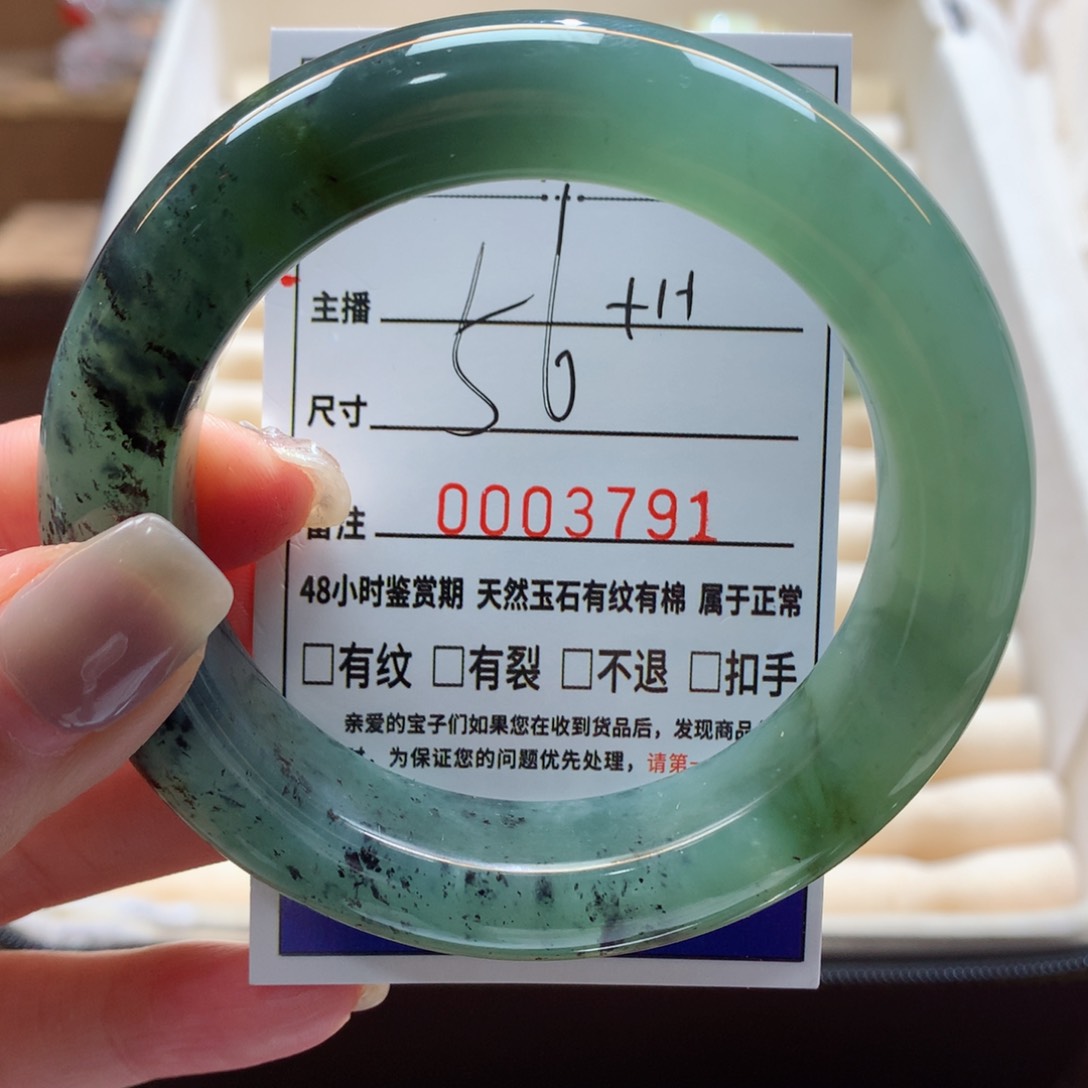 主播
尺寸 56 +H
备注 0003791
48小时鉴赏期 天然玉石有纹有棉 属于正常
□有纹 □有裂 □不退 □扣手
亲爱的宝子们如果您在收到货品后，发现商品
，为保证您的问题优先处理，请第一